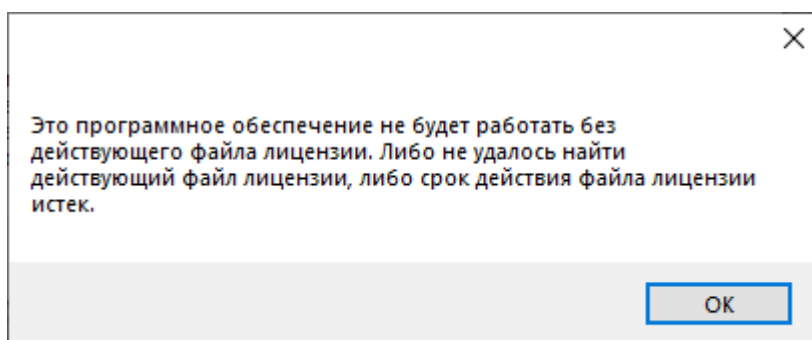 Это программное обеспечение не будет работать без
действующего файла лицензии. Либо не удалось найти
действующий файл лицензии, либо срок действия файла лицензии
истек.
ОК